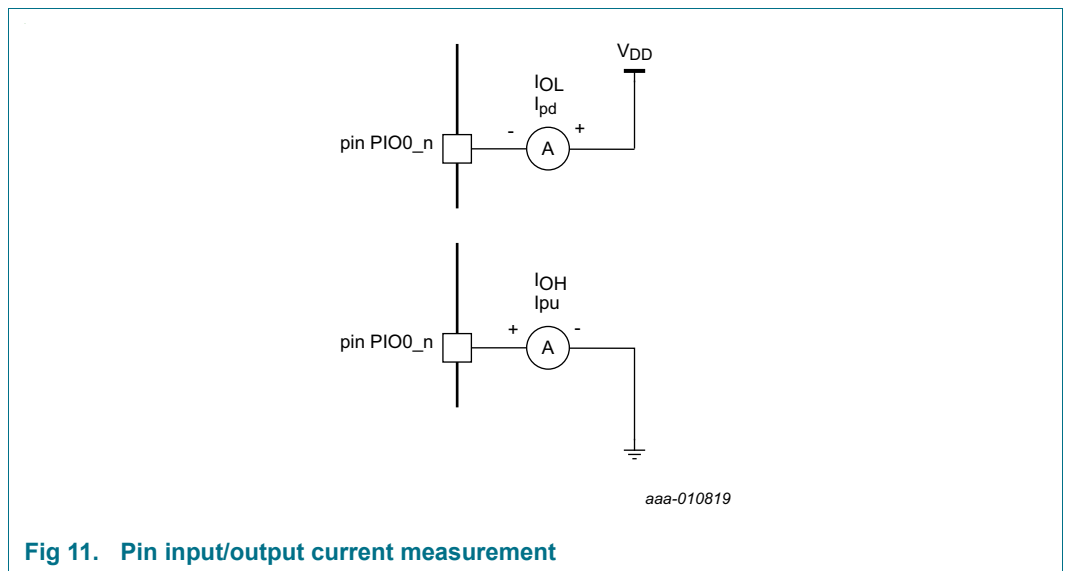 VDD
IOL
Ipd
- +
pin PIO0_n
A
IOH
Ipu
+ -
pin PIO0_n
A
aaa-010819
Fig 11. Pin input/output current measurement